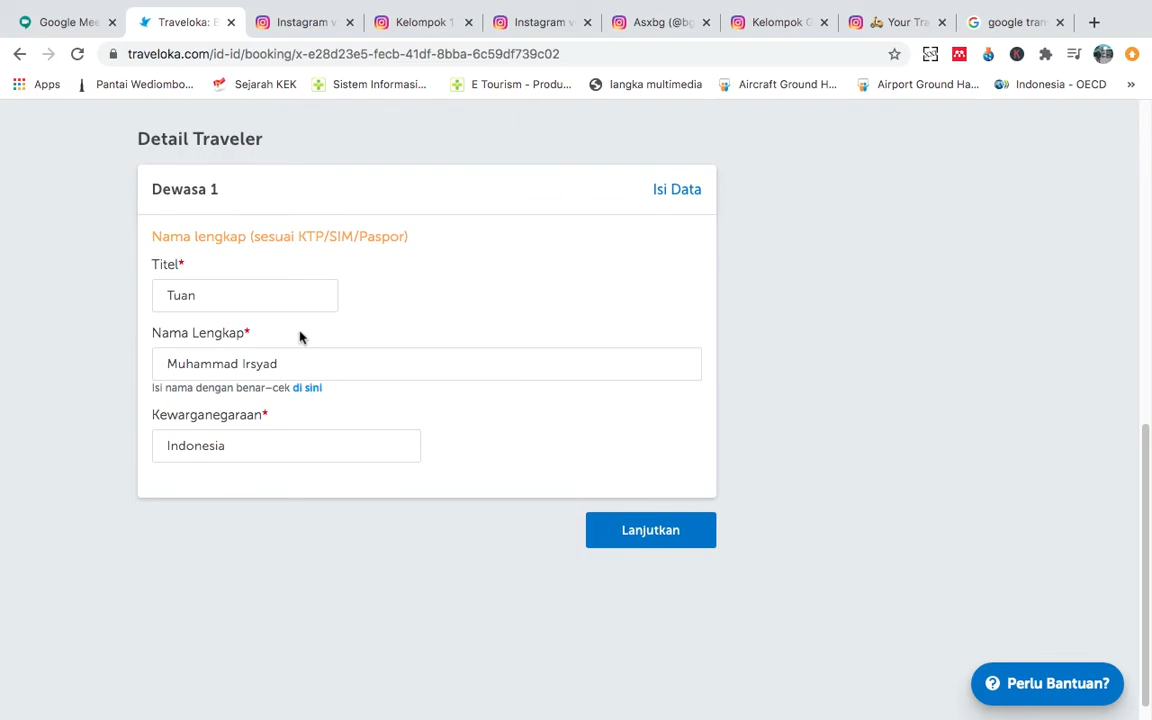 Google Mee
Traveloka: B
Instagram v
Kelompok 1
Instagram v
Asxbg (@bg
Kelompok G
Your Tra
google tran
traveloka.com/id-id/booking/x-e28d23e5-fecb-41df-8bba-6c59df739c02
Apps
Pantai Wediombo...
Sejarah KEK
Sistem Informasi...
E Tourism - Produ...
langka multimedia
Aircraft Ground H...
Airport Ground Ha...
Indonesia - OECD
»
Detail Traveler
Dewasa 1
Isi Data
Nama lengkap (sesuai KTP/SIM/Paspor)
Titel*
Tuan
Nama Lengkap*
Muhammad Irsyad
Isi nama dengan benar–cek di sini
Kewarganegaraan*
Indonesia
Lanjutkan
Perlu Bantuan?